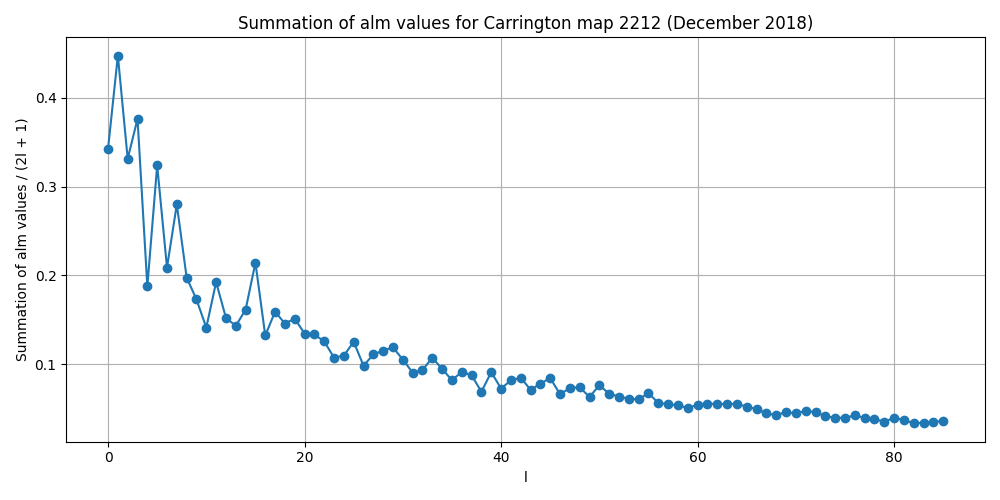 Summation of alm values for Carrington map 2212 (December 2018)
Summation of alm values / (2l + 1)
0.4
0.3
0.2
0.1
0 20 40 60 80
l